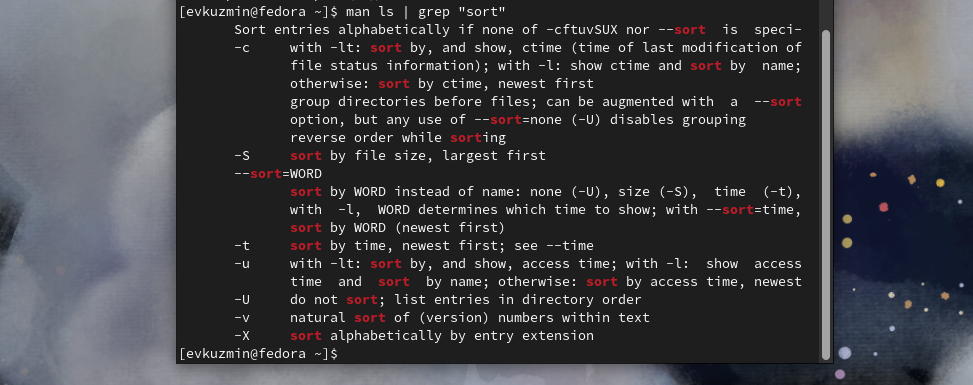 [evkuzmin@fedora ~]$ man ls | grep "sort"
Sort entries alphabetically if none of -cftuvSUX nor --sort  is  speci-
-c     with -lt: sort by, and show, ctime (time of last modification of
file status information); with -l: show ctime and sort by  name;
otherwise: sort by ctime, newest first
group directories before files; can be augmented with  a  --sort
option, but any use of --sort=none (-U) disables grouping
reverse order while sorting
-S     sort by file size, largest first
--sort=WORD
sort by WORD instead of name: none (-U), size (-S),  time  (-t),
with  -l,  WORD determines which time to show; with --sort=time,
sort by WORD (newest first)
-t     sort by time, newest first; see --time
-u     with -lt: sort by, and show, access time; with -l:  show  access
time  and  sort  by name; otherwise: sort by access time, newest
-U     do not sort; list entries in directory order
-v     natural sort of (version) numbers within text
-X     sort alphabetically by entry extension
[evkuzmin@fedora ~]$